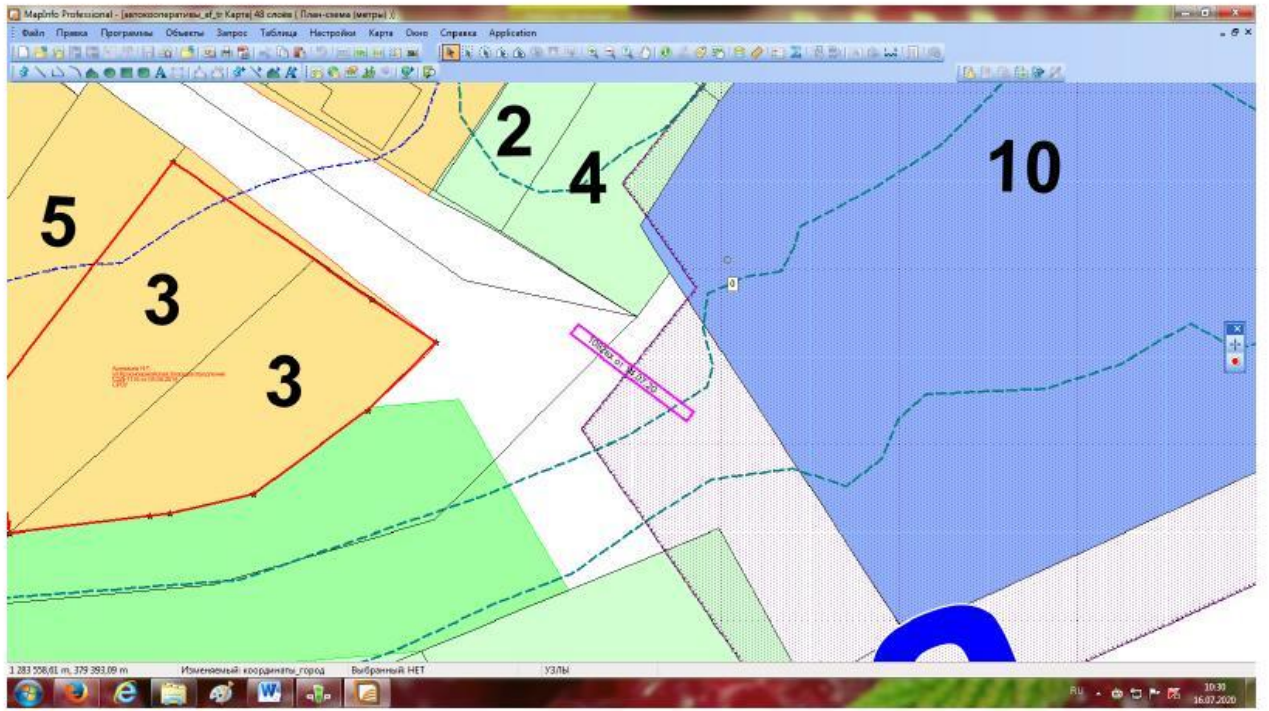 MapInfo Professional - [автокооперативы_ef_tr Карта| 48 слоёв ( План-схема (метры) )]
Файл Правка Программы Объекты Запрос Таблица Настройки Карта Окно Справка Application
2
4
10
5
3
3
0
1 283 558,61 m, 379 393,09 m Изменяемый: координаты_город Выбранный: НЕТ УЗЛЫ
RU 10:30
16.07.2020